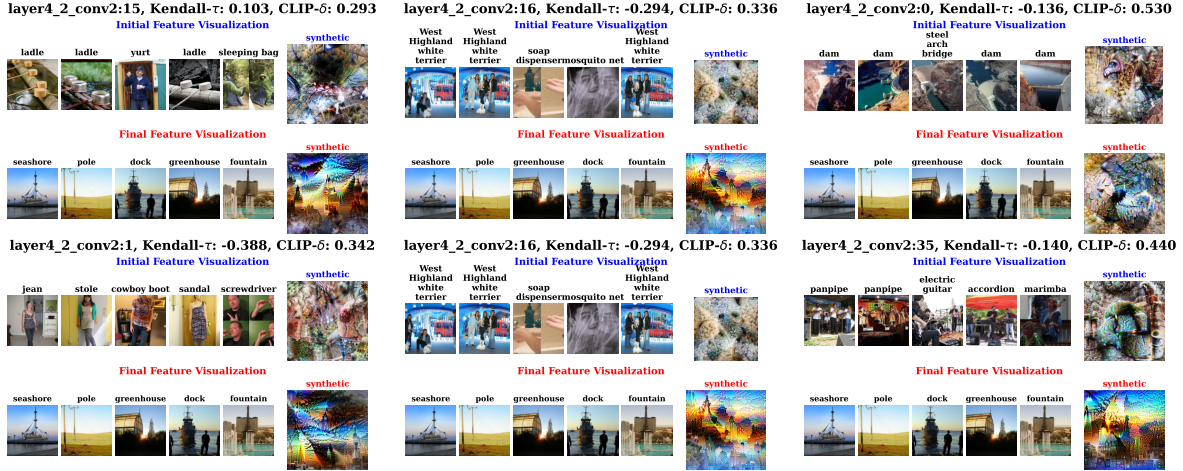 layer4_2_conv2:15, Kendall-τ: 0.103, CLIP-δ: 0.293
Initial Feature Visualization
synthetic
ladle ladle yurt ladle sleeping bag
Final Feature Visualization
synthetic
seashore pole dock greenhouse fountain
layer4_2_conv2:16, Kendall-τ: -0.294, CLIP-δ: 0.336
Initial Feature Visualization
West Highland white terrier
West Highland white terrier
soap dispenser
mosquito net
West Highland white terrier
synthetic
Final Feature Visualization
synthetic
seashore pole greenhouse dock fountain
layer4_2_conv2:0, Kendall-τ: -0.136, CLIP-δ: 0.530
Initial Feature Visualization
synthetic
dam dam
steel
arch
bridge
dam dam
Final Feature Visualization
synthetic
seashore pole greenhouse dock fountain
layer4_2_conv2:1, Kendall-τ: -0.388, CLIP-δ: 0.342
Initial Feature Visualization
synthetic
jean stole cowboy boot sandal screwdriver
Final Feature Visualization
synthetic
seashore pole greenhouse dock fountain
layer4_2_conv2:16, Kendall-τ: -0.294, CLIP-δ: 0.336
Initial Feature Visualization
West Highland white terrier
West Highland white terrier
soap dispenser
mosquito net
West Highland white terrier
synthetic
Final Feature Visualization
synthetic
seashore pole greenhouse dock fountain
layer4_2_conv2:35, Kendall-τ: -0.140, CLIP-δ: 0.440
Initial Feature Visualization
synthetic
panpipe panpipe
electric
guitar
accordion marimba
Final Feature Visualization
synthetic
seashore pole dock greenhouse fountain